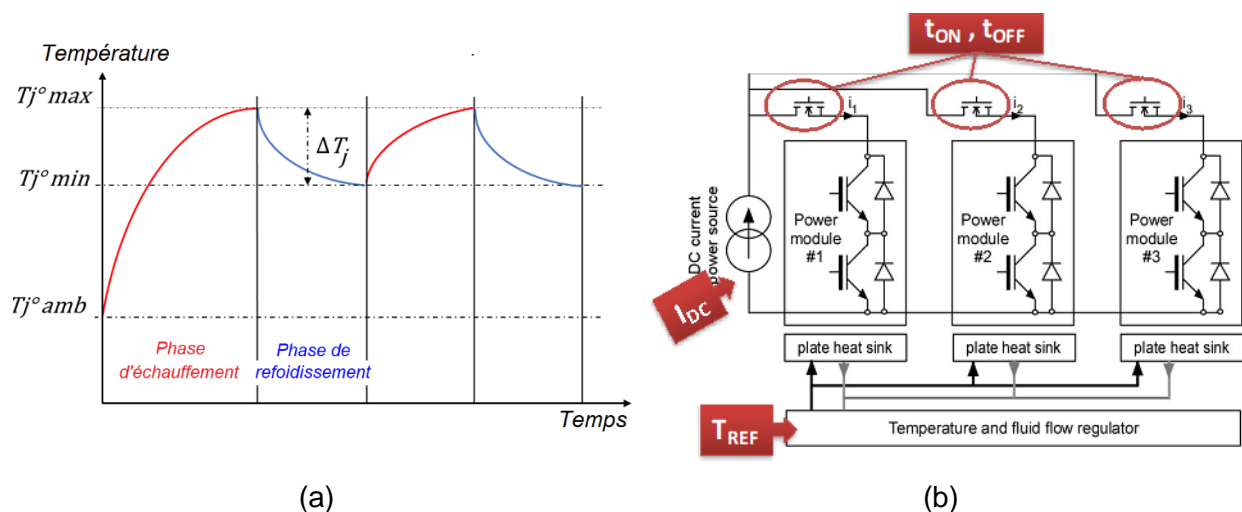 Température
Tj° max
Δ Tj
Tj° min
Tj° amb
Phase
d'échauffement
Phase de
refoidissement
Temps
(a)
tON , tOFF
i1
i2
i3
DC current
power source
Power
module
#1
Power
module
#2
Power
module
#3
IDC
plate heat sink
plate heat sink
plate heat sink
TREF
Temperature and fluid flow regulator
(b)